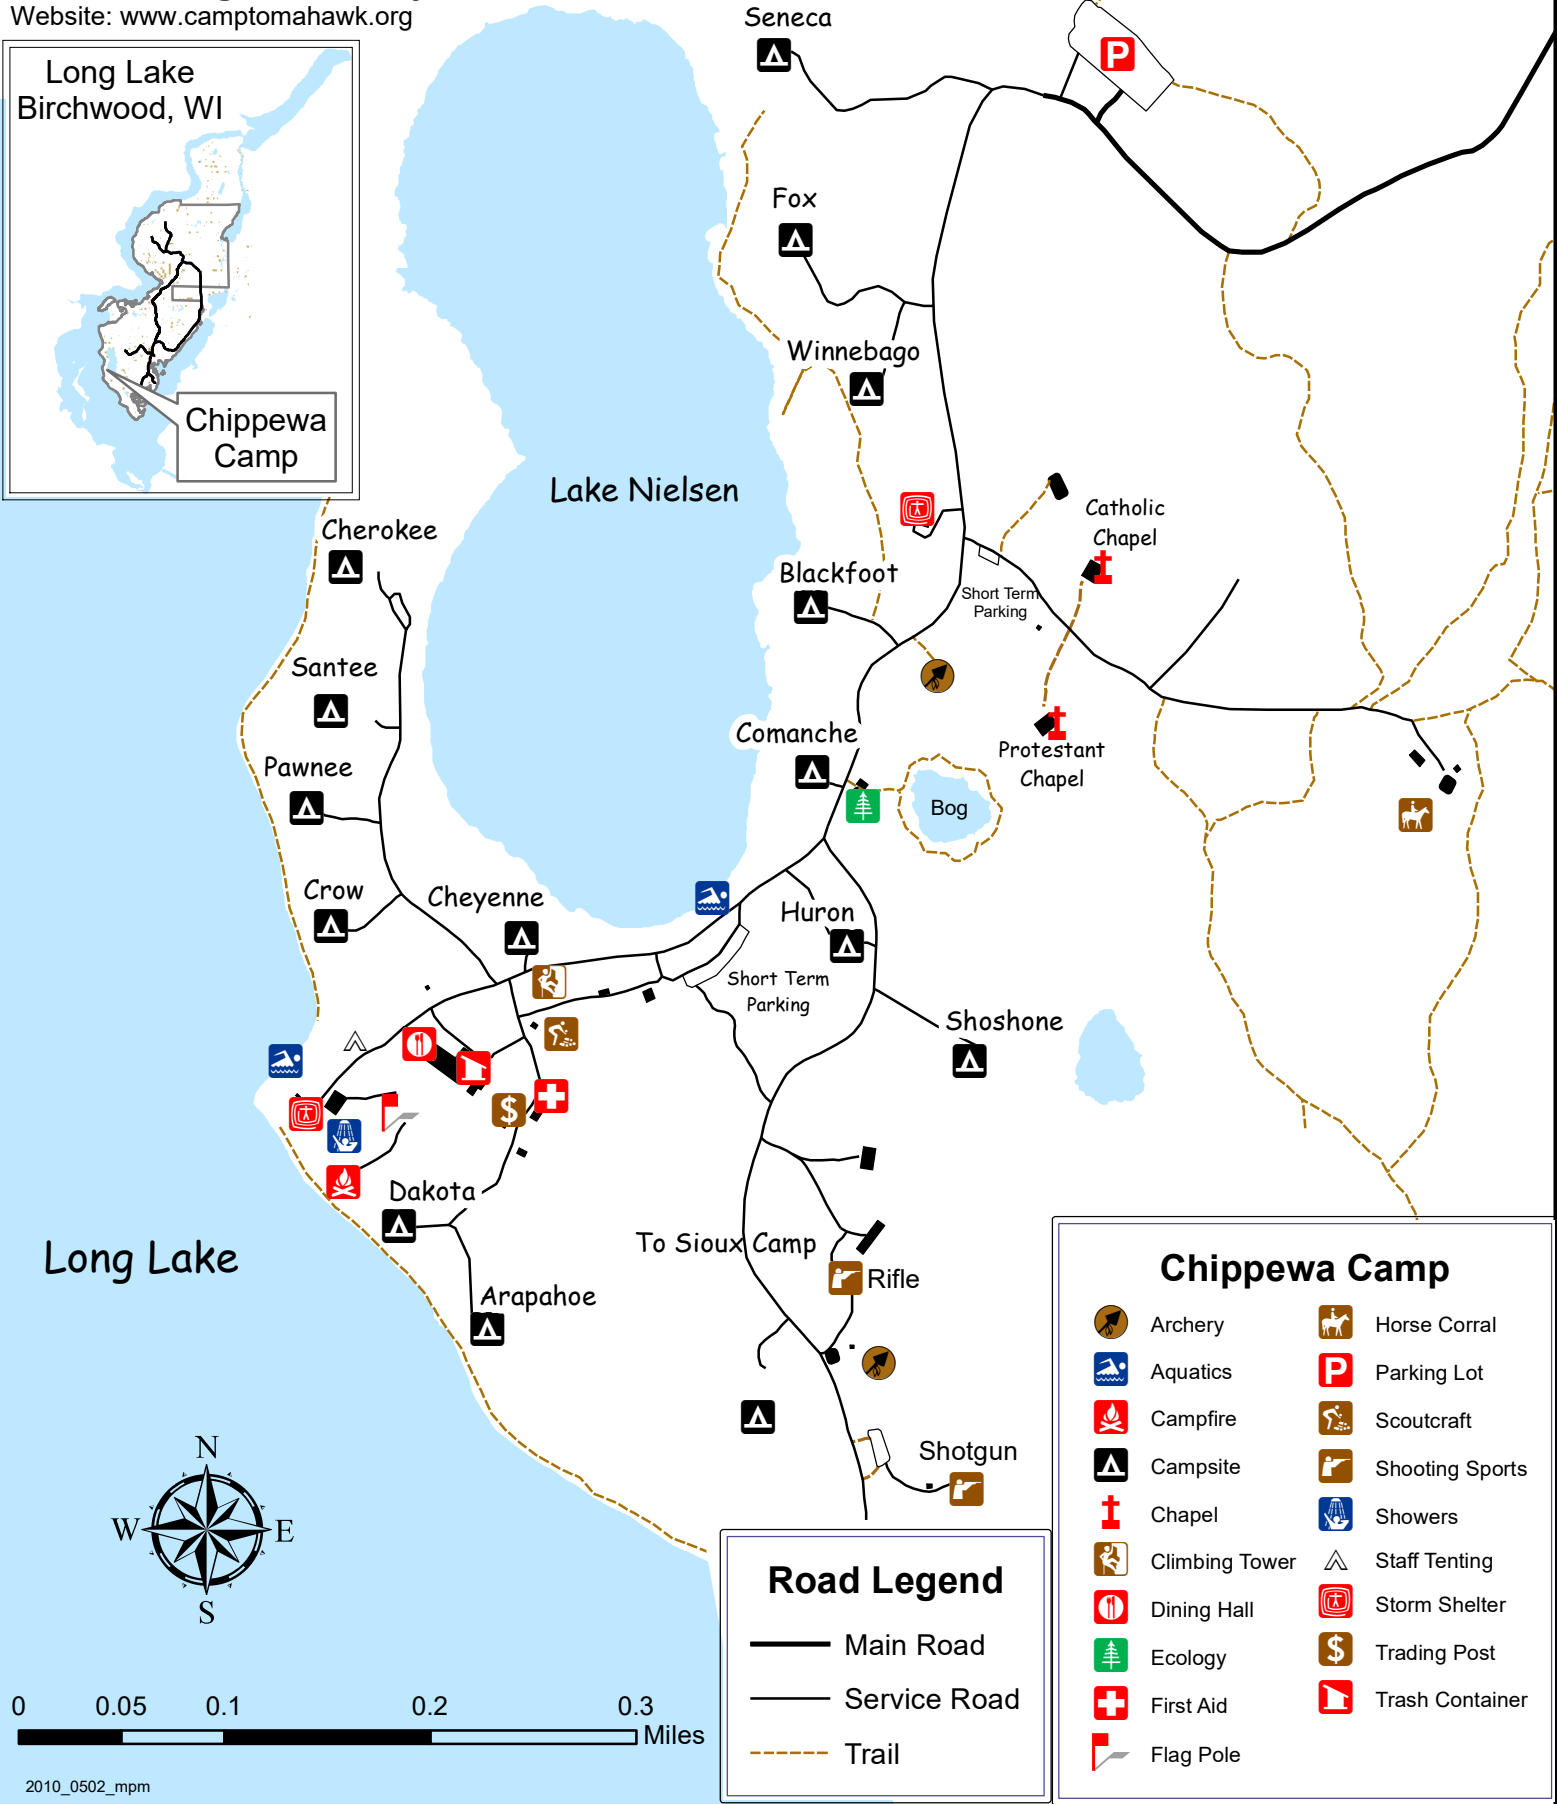 Website: www.camptomahawk.org
Long Lake
Birchwood, WI
Chippewa
Camp
Seneca
P
Fox
Winnebago
Lake Nielsen
Cherokee
Catholic
Chapel
Blackfoot
Short Term
Parking
Santee
Comanche
Protestant
Chapel
Pawnee
Bog
Crow
Cheyenne
Huron
Short Term
Parking
Shoshone
$
Dakota
To Sioux Camp
Long Lake
Rifle
Arapahoe
Shotgun
N
W
E
S
0 0.05 0.1 0.2 0.3
Miles
2010_0502_mpm
Road Legend
Main Road
Service Road
Trail
Chippewa Camp
Archery
Aquatics
Campfire
Campsite
Chapel
Climbing Tower
Dining Hall
Ecology
First Aid
Flag Pole
Horse Corral
P Parking Lot
Scoutcraft
Shooting Sports
Showers
Staff Tenting
Storm Shelter
$ Trading Post
Trash Container